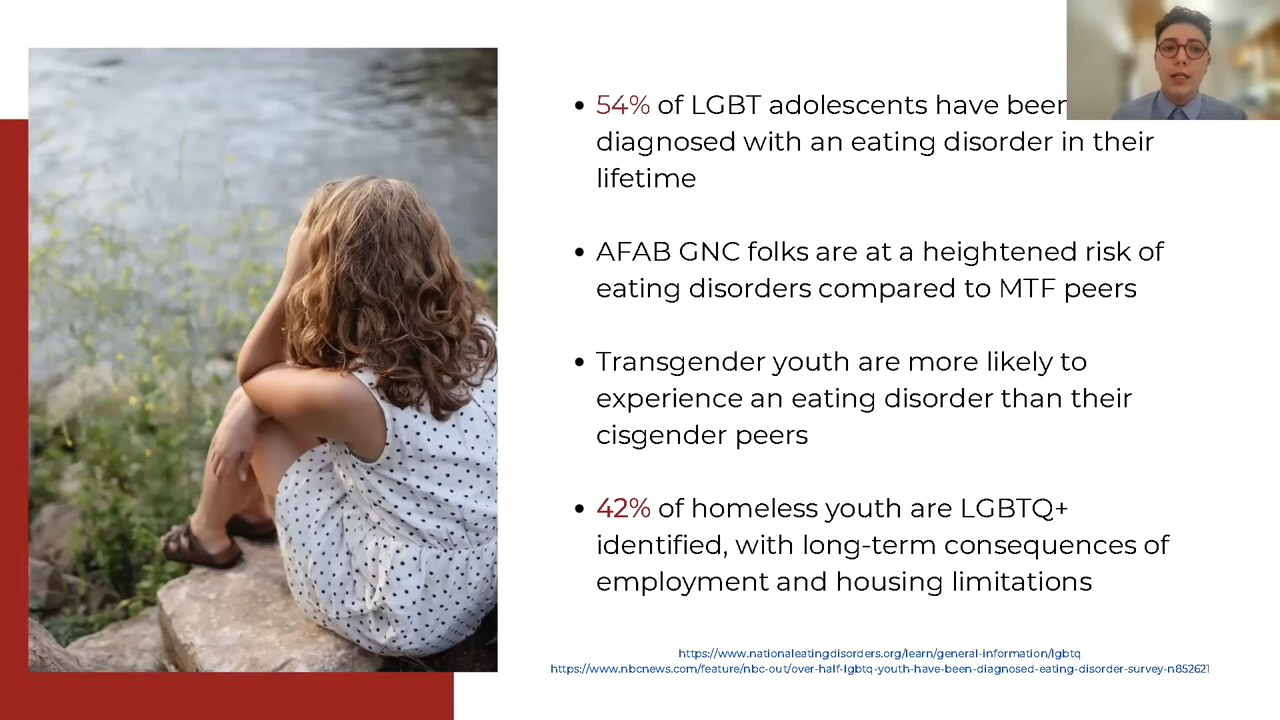 54% of LGBT adolescents have been
diagnosed with an eating disorder in their
lifetime
AFAB GNC folks are at a heightened risk of
eating disorders compared to MTF peers
Transgender youth are more likely to
experience an eating disorder than their
cisgender peers
42% of homeless youth are LGBTQ+
identified, with long-term consequences of
employment and housing limitations
https://www.nationaleatingdisorders.org/learn/general-information/lgbtq
https://www.nbcnews.com/feature/nbc-out/over-half-lgbtq-youth-have-been-diagnosed-eating-disorder-survey-n852621